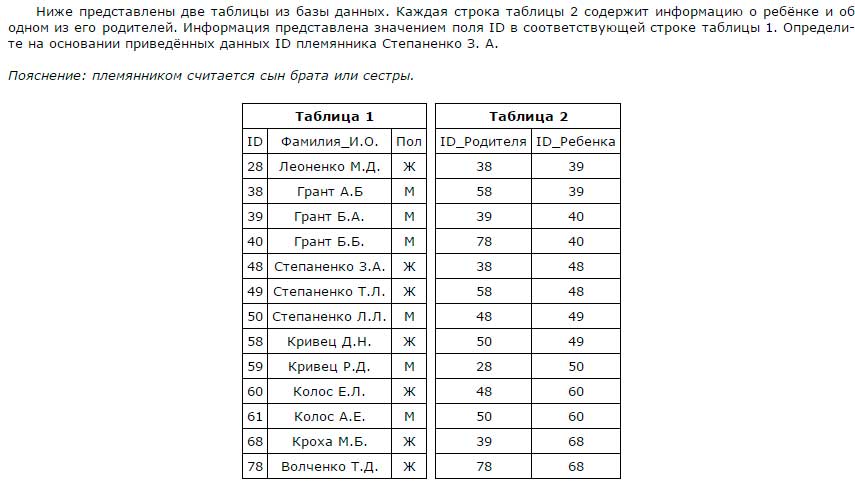 Ниже представлены две таблицы из базы данных. Каждая строка таблицы 2 содержит информацию о ребёнке и об
одном из его родителей. Информация представлена значением поля ID в соответствующей строке таблицы 1. Определи-
те на основании приведённых данных ID племянника Степаненко З. А.
Пояснение: племянником считается сын брата или сестры.
Таблица 1 Таблица 2
ID Фамилия_И.О. Пол ID_Родителя ID_Ребенка
28 Леоненко М.Д. Ж 38 39
38 Грант А.Б М 58 39
39 Грант Б.А. М 39 40
40 Грант Б.Б. М 78 40
48 Степаненко З.А. Ж 38 48
49 Степаненко Т.Л. Ж 58 48
50 Степаненко Л.Л. М 48 49
58 Кривец Д.Н. Ж 50 49
59 Кривец Р.Д. М 28 50
60 Колос Е.Л. Ж 48 60
61 Колос А.Е. М 50 60
68 Кроха М.Б. Ж 39 68
78 Волченко Т.Д. Ж 78 68